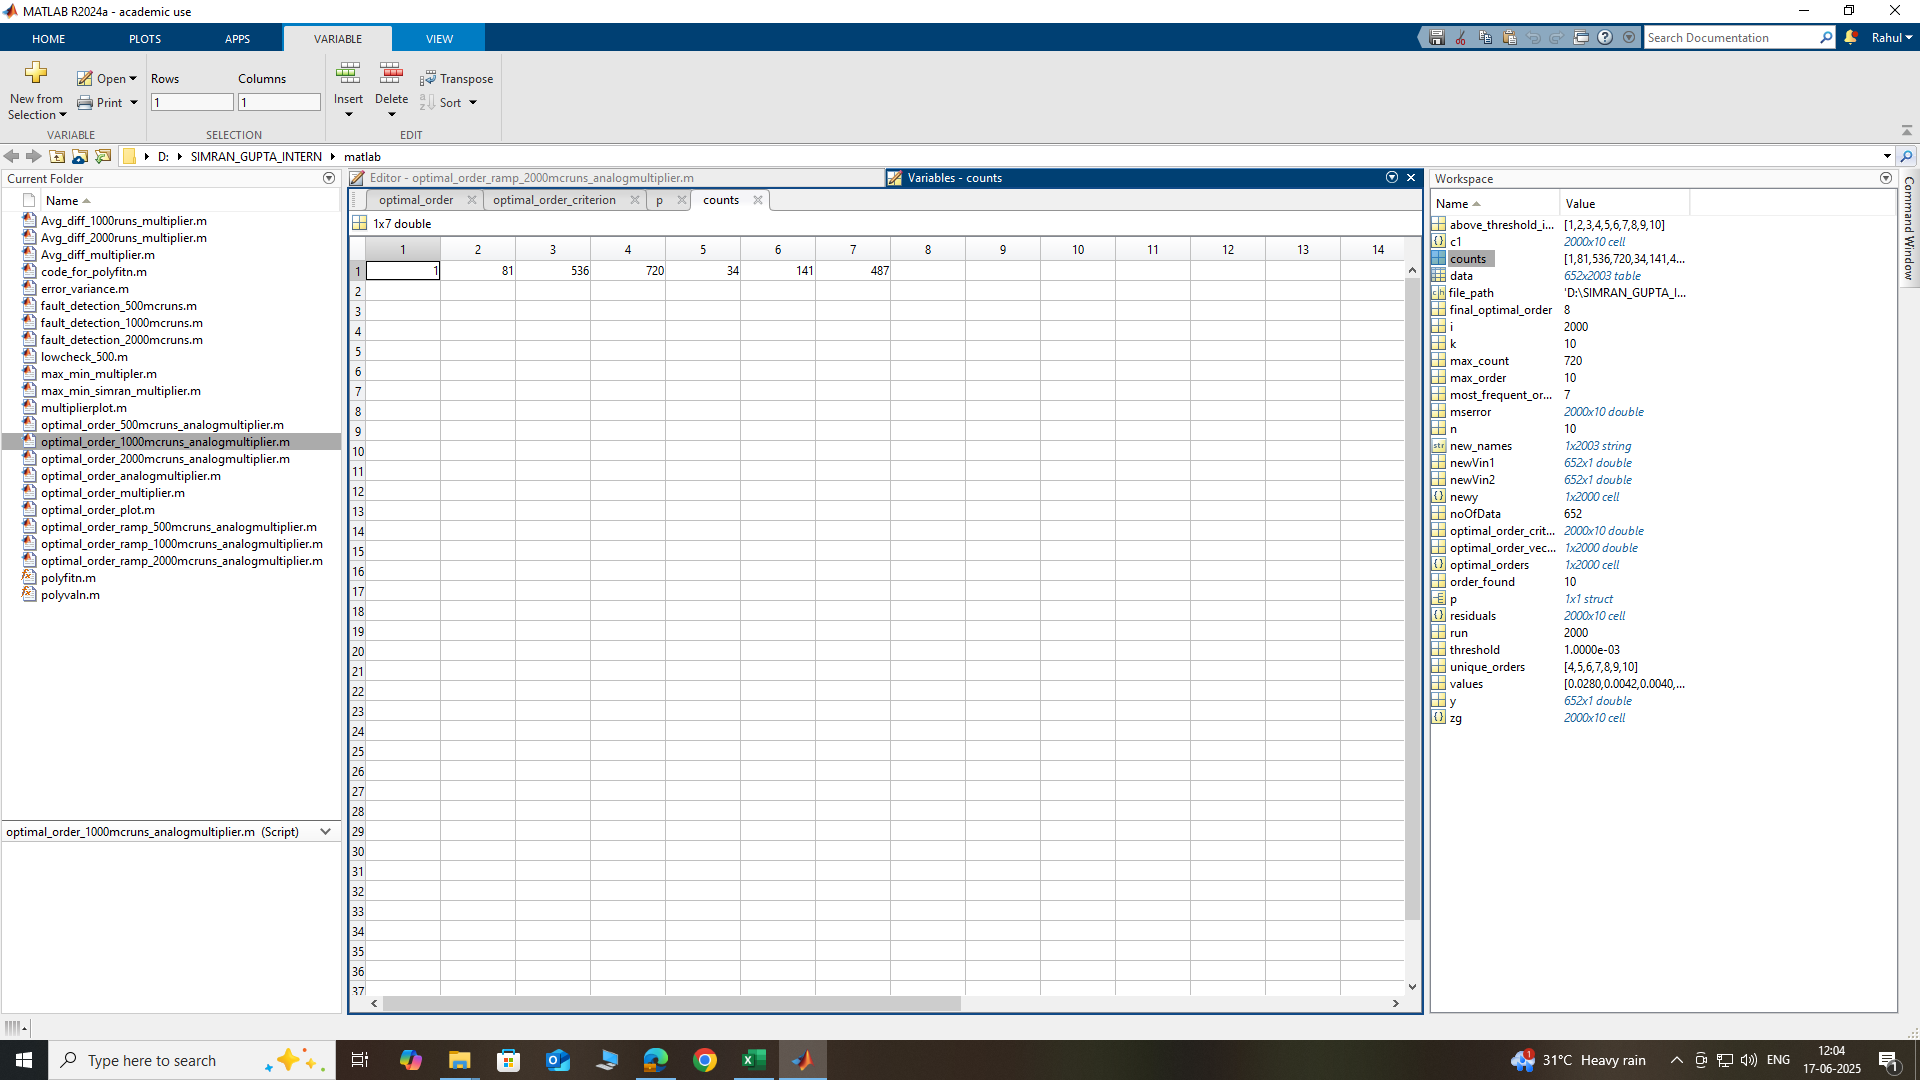 MATLAB R2024a - academic use
HOME PLOTS APPS VARIABLE VIEW
Search Documentation Rahul
New from Selection
Open
Print
Rows Columns
1 1
Insert Delete
Transpose
Sort
VARIABLE SELECTION EDIT
D: SIMRAN_GUPTA_INTERN matlab
Current Folder
Name
Avg_diff_1000runs_multiplier.m
Avg_diff_2000runs_multiplier.m
Avg_diff_multiplier.m
code_for_polyfitn.m
error_variance.m
fault_detection_500mcruns.m
fault_detection_1000mcruns.m
fault_detection_2000mcruns.m
lowcheck_500.m
max_min_multipler.m
max_min_simran_multiplier.m
multiplierplot.m
optimal_order_500mcruns_analogmultiplier.m
optimal_order_1000mcruns_analogmultiplier.m
optimal_order_2000mcruns_analogmultiplier.m
optimal_order_analogmultiplier.m
optimal_order_multiplier.m
optimal_order_plot.m
optimal_order_ramp_500mcruns_analogmultiplier.m
optimal_order_ramp_1000mcruns_analogmultiplier.m
optimal_order_ramp_2000mcruns_analogmultiplier.m
polyfitn.m
polyvaln.m
optimal_order_1000mcruns_analogmultiplier.m (Script)
Editor - optimal_order_ramp_2000mcruns_analogmultiplier.m
Variables - counts
optimal_order optimal_order_criterion p counts
1x7 double
1 2 3 4 5 6 7 8 9 10 11 12 13 14
1 1 81 536 720 34 141 487
2
3
4
5
6
7
8
9
10
11
12
13
14
15
16
17
18
19
20
21
22
23
24
25
26
27
28
29
30
31
32
33
34
35
36
37
Workspace
Name Value
above_threshold_i... [1,2,3,4,5,6,7,8,9,10]
c1 2000x10 cell
counts [1,81,536,720,34,141,4...
data 652x2003 table
file_path 'D:\SIMRAN_GUPTA_I...
final_optimal_order 8
i 2000
k 10
max_count 720
max_order 10
most_frequent_or... 7
mserror 2000x10 double
n 10
new_names 1x2003 string
newVin1 652x1 double
newVin2 652x1 double
newy 1x2000 cell
noOfData 652
optimal_order_crit... 2000x10 double
optimal_order_vec... 1x2000 double
optimal_orders 1x2000 cell
order_found 10
p 1x1 struct
residuals 2000x10 cell
run 2000
threshold 1.0000e-03
unique_orders [4,5,6,7,8,9,10]
values [0.0280,0.0042,0.0040,...
y 652x1 double
zg 2000x10 cell
Command Window
Type here to search
31°C Heavy rain
ENG
12:04
17-06-2025
1